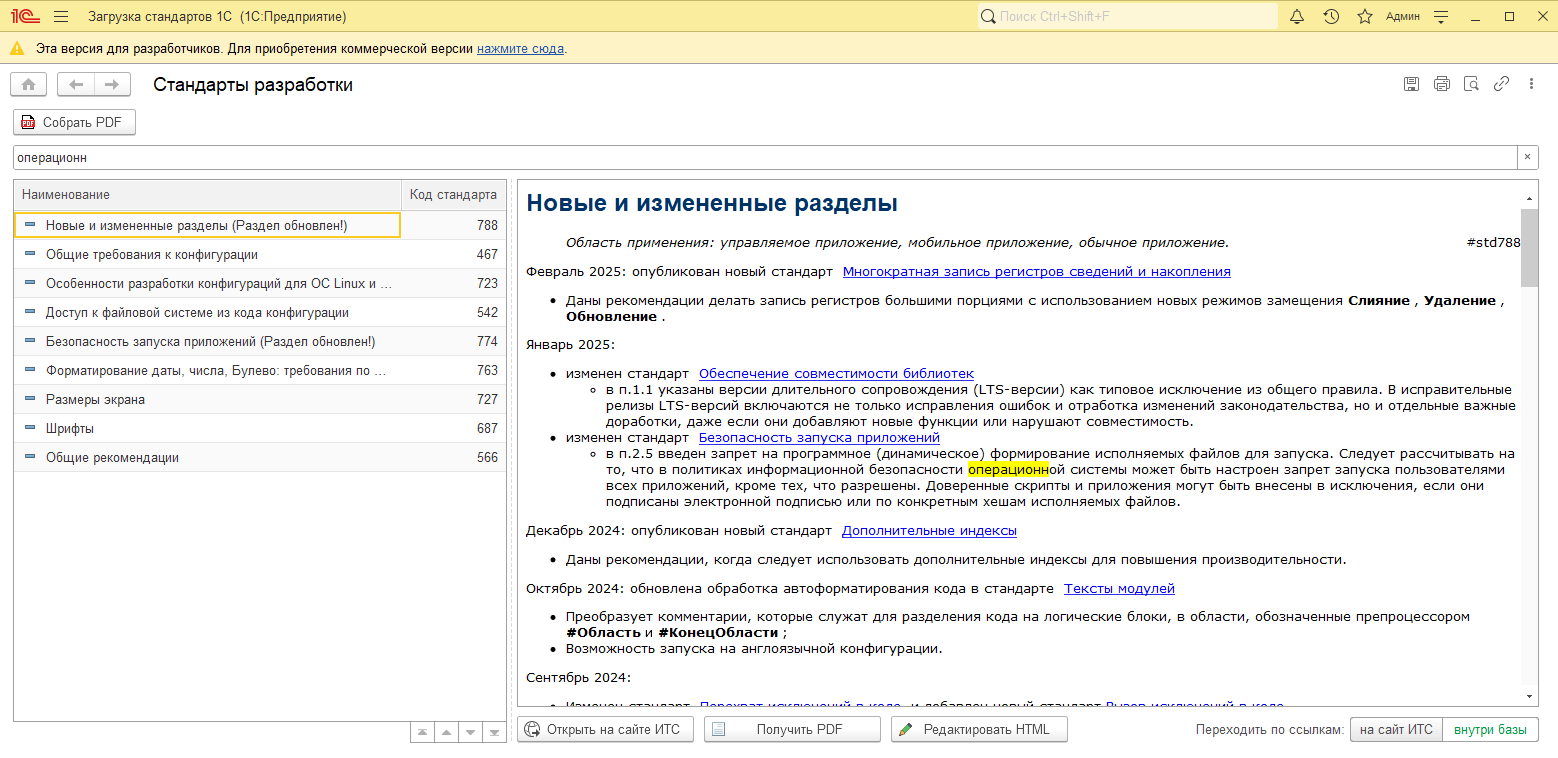 1С Загрузка стандартов 1С (1С:Предприятие) Поиск Ctrl+Shift+F Админ
Эта версия для разработчиков. Для приобретения коммерческой версии нажмите сюда.
Стандарты разработки
PDF Собрать PDF
операционн ×
Наименование Код стандарта
Новые и измененные разделы (Раздел обновлен!) 788
Общие требования к конфигурации 467
Особенности разработки конфигураций для ОС Linux и ... 723
Доступ к файловой системе из кода конфигурации 542
Безопасность запуска приложений (Раздел обновлен!) 774
Форматирование даты, числа, Булево: требования по ... 763
Размеры экрана 727
Шрифты 687
Общие рекомендации 566
Новые и измененные разделы
Область применения: управляемое приложение, мобильное приложение, обычное приложение. #std788
Февраль 2025: опубликован новый стандарт Многократная запись регистров сведений и накопления
• Даны рекомендации делать запись регистров большими порциями с использованием новых режимов замещения Слияние , Удаление ,
Обновление .
Январь 2025:
• изменен стандарт Обеспечение совместимости библиотек
◦ в п.1.1 указаны версии длительного сопровождения (LTS-версии) как типовое исключение из общего правила. В исправительные
релизы LTS-версий включаются не только исправления ошибок и отработка изменений законодательства, но и отдельные важные
доработки, даже если они добавляют новые функции или нарушают совместимость.
• изменен стандарт Безопасность запуска приложений
◦ в п.2.5 введен запрет на программное (динамическое) формирование исполняемых файлов для запуска. Следует рассчитывать на
то, что в политиках информационной безопасности операционной системы может быть настроен запрет запуска пользователями
всех приложений, кроме тех, что разрешены. Доверенные скрипты и приложения могут быть внесены в исключения, если они
подписаны электронной подписью или по конкретным хешам исполняемых файлов.
Декабрь 2024: опубликован новый стандарт Дополнительные индексы
• Даны рекомендации, когда следует использовать дополнительные индексы для повышения производительности.
Октябрь 2024: обновлена обработка автоформатирования кода в стандарте Тексты модулей
• Преобразует комментарии, которые служат для разделения кода на логические блоки, в области, обозначенные препроцессором
#Область и #КонецОбласти ;
• Возможность запуска на англоязычной конфигурации.
Сентябрь 2024:
• Изменен стандарт Перехват исключений в коде и добавлен новый стандарт Вызов исключений в коде
Открыть на сайте ИТС Получить PDF Редактировать HTML Переходить по ссылкам: на сайт ИТС внутри базы